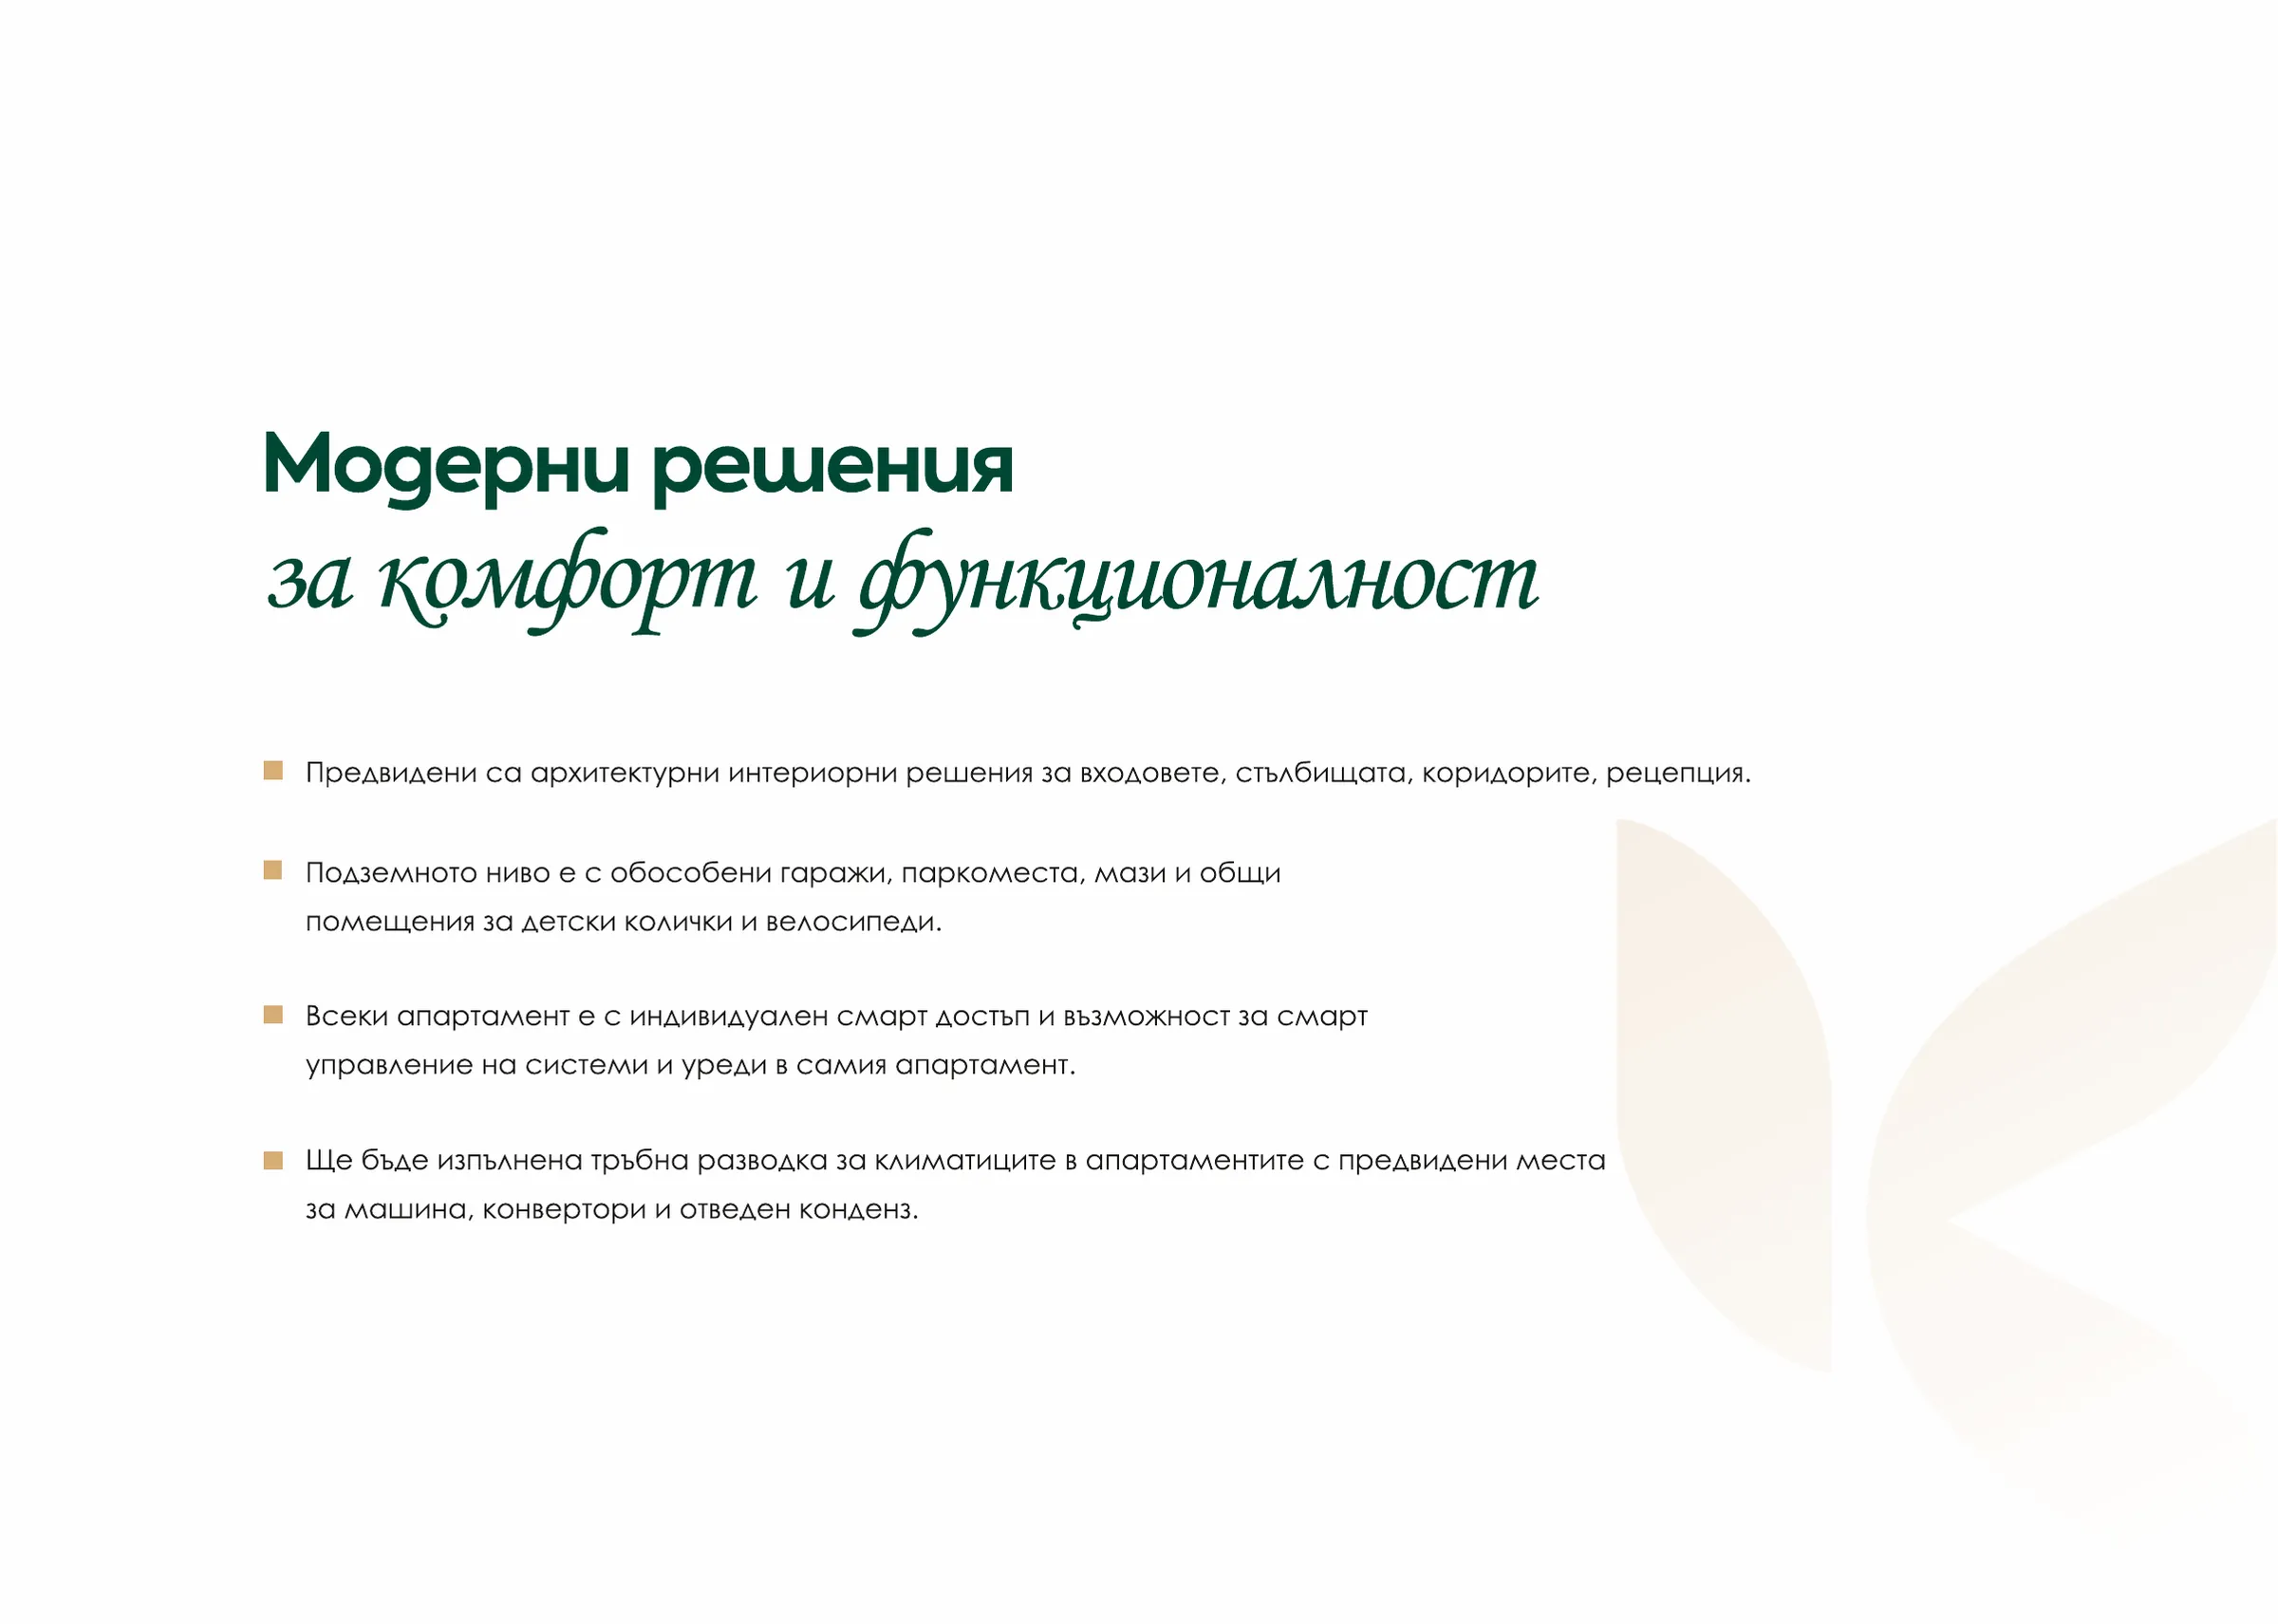 Модерни решения
за комфорт и функционалност
Предвидени са архитектурни интериорни решения за входовете, стълбищата, коридорите, рецепция.
Подземното ниво е с обособени гаражи, паркоместа, мази и общи
помещения за детски колички и велосипеди.
Всеки апартамент е с индивидуален смарт достъп и възможност за смарт
управление на системи и уреди в самия апартамент.
Ще бъде изпълнена тръбна разводка за климатиците в апартаментите с предвидени места
за машина, конвертори и отведен конденз.